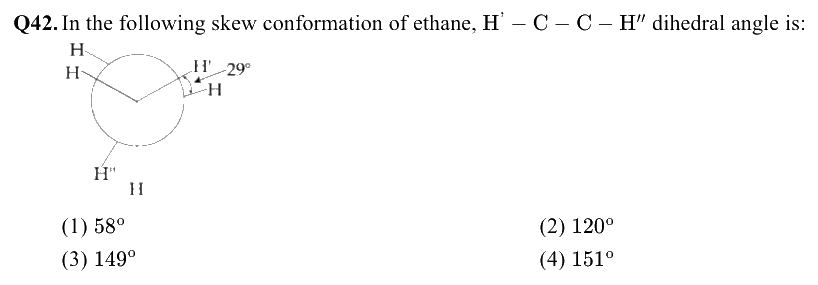 Q42. In the following skew conformation of ethane, H' – C – C – H" dihedral angle is:
H
H' 29°
H
H
H"
H
(1) 58° (2) 120°
(3) 149° (4) 151°